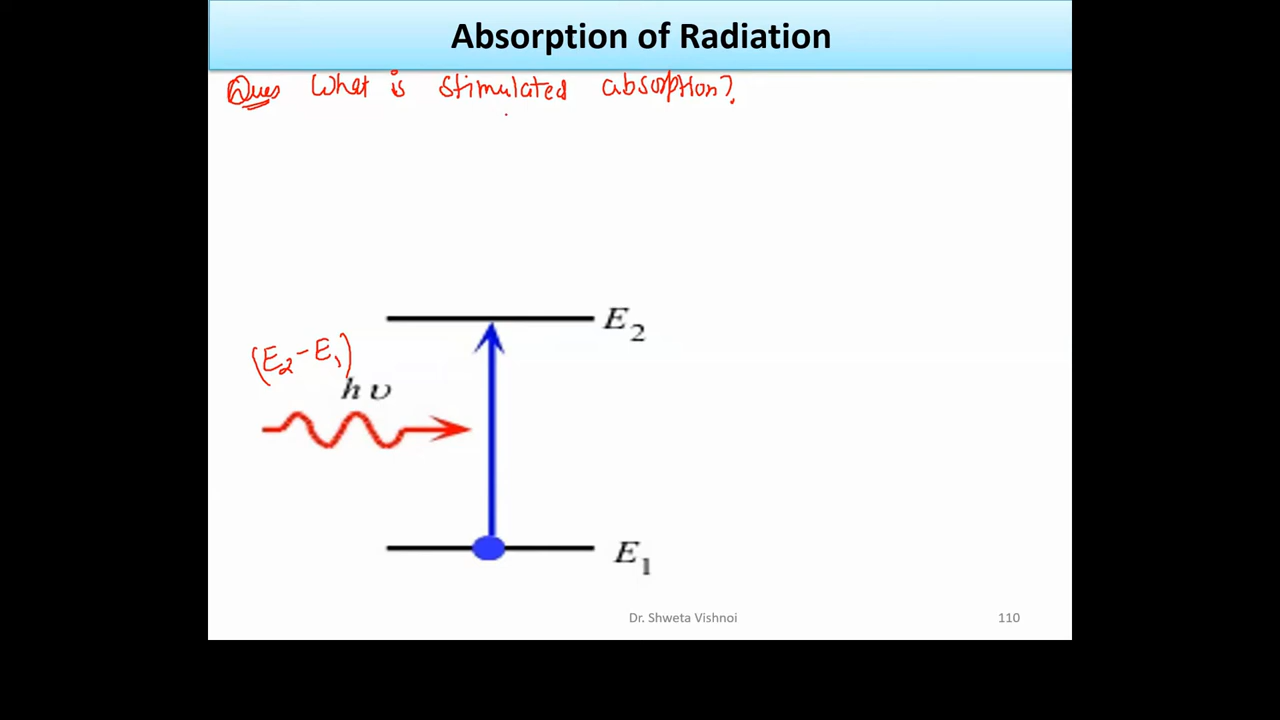 Absorption of Radiation
Ques What is stimulated absorption?
E2
(E2 - E1)
hυ
E1
Dr. Shweta Vishnoi
110